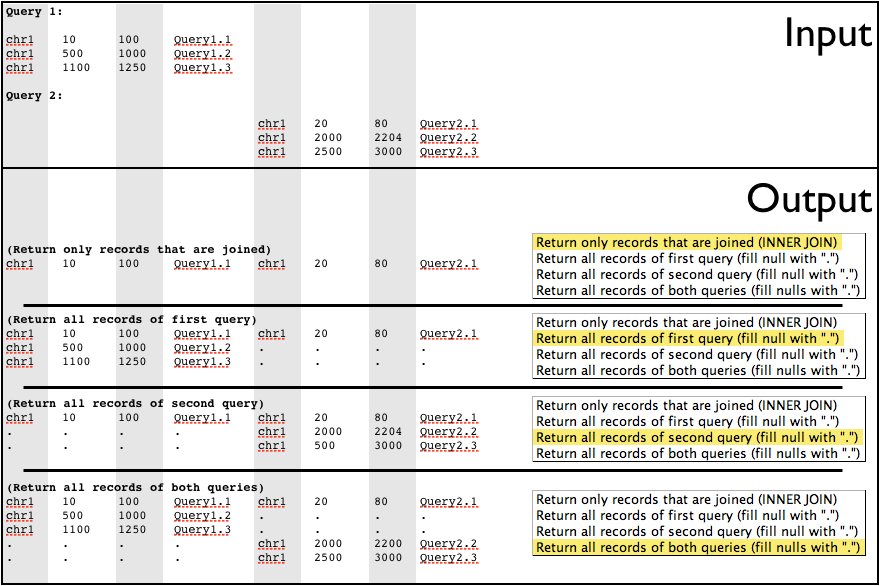 Query 1:
Input
chr1 10 100 Query1.1
chr1 500 1000 Query1.2
chr1 1100 1250 Query1.3
Query 2:
chr1 20 80 Query2.1
chr1 2000 2204 Query2.2
chr1 2500 3000 Query2.3
Output
(Return only records that are joined)
chr1 10 100 Query1.1 chr1 20 80 Query2.1
Return only records that are joined (INNER JOIN)
Return all records of first query (fill null with ".")
Return all records of second query (fill null with ".")
Return all records of both queries (fill nulls with ".")
(Return all records of first query)
chr1 10 100 Query1.1 chr1 20 80 Query2.1
chr1 500 1000 Query1.2 . . . .
chr1 1100 1250 Query1.3 . . . .
Return only records that are joined (INNER JOIN)
Return all records of first query (fill null with ".")
Return all records of second query (fill null with ".")
Return all records of both queries (fill nulls with ".")
(Return all records of second query)
chr1 10 100 Query1.1 chr1 20 80 Query2.1
. . . . chr1 2000 2204 Query2.2
. . . . chr1 500 3000 Query2.3
Return only records that are joined (INNER JOIN)
Return all records of first query (fill null with ".")
Return all records of second query (fill null with ".")
Return all records of both queries (fill nulls with ".")
(Return all records of both queries)
chr1 10 100 Query1.1 chr1 20 80 Query2.1
chr1 500 1000 Query1.2 . . . .
chr1 1100 1250 Query1.3 . . . .
. . . . chr1 2000 2200 Query2.2
. . . . chr1 2500 3000 Query2.3
Return only records that are joined (INNER JOIN)
Return all records of first query (fill null with ".")
Return all records of second query (fill null with ".")
Return all records of both queries (fill nulls with ".")